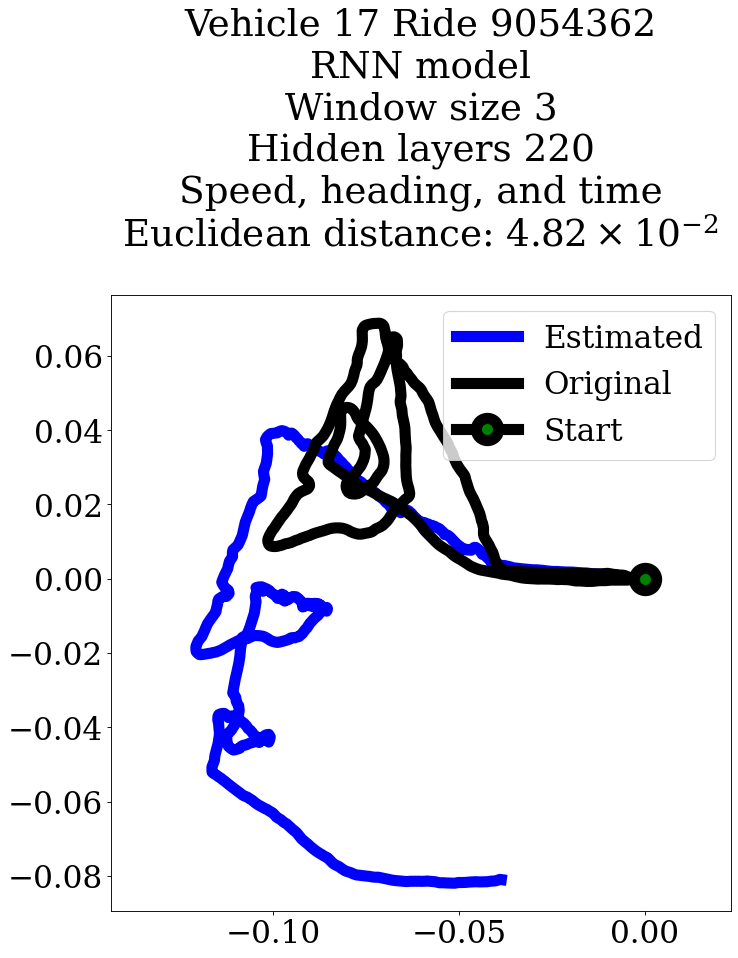 Vehicle 17 Ride 9054362
RNN model
Window size 3
Hidden layers 220
Speed, heading, and time
Euclidean distance: 4.82 × 10⁻²
Estimated
Original
Start
0.06
0.04
0.02
0.00
−0.02
−0.04
−0.06
−0.08
−0.10
−0.05
0.00